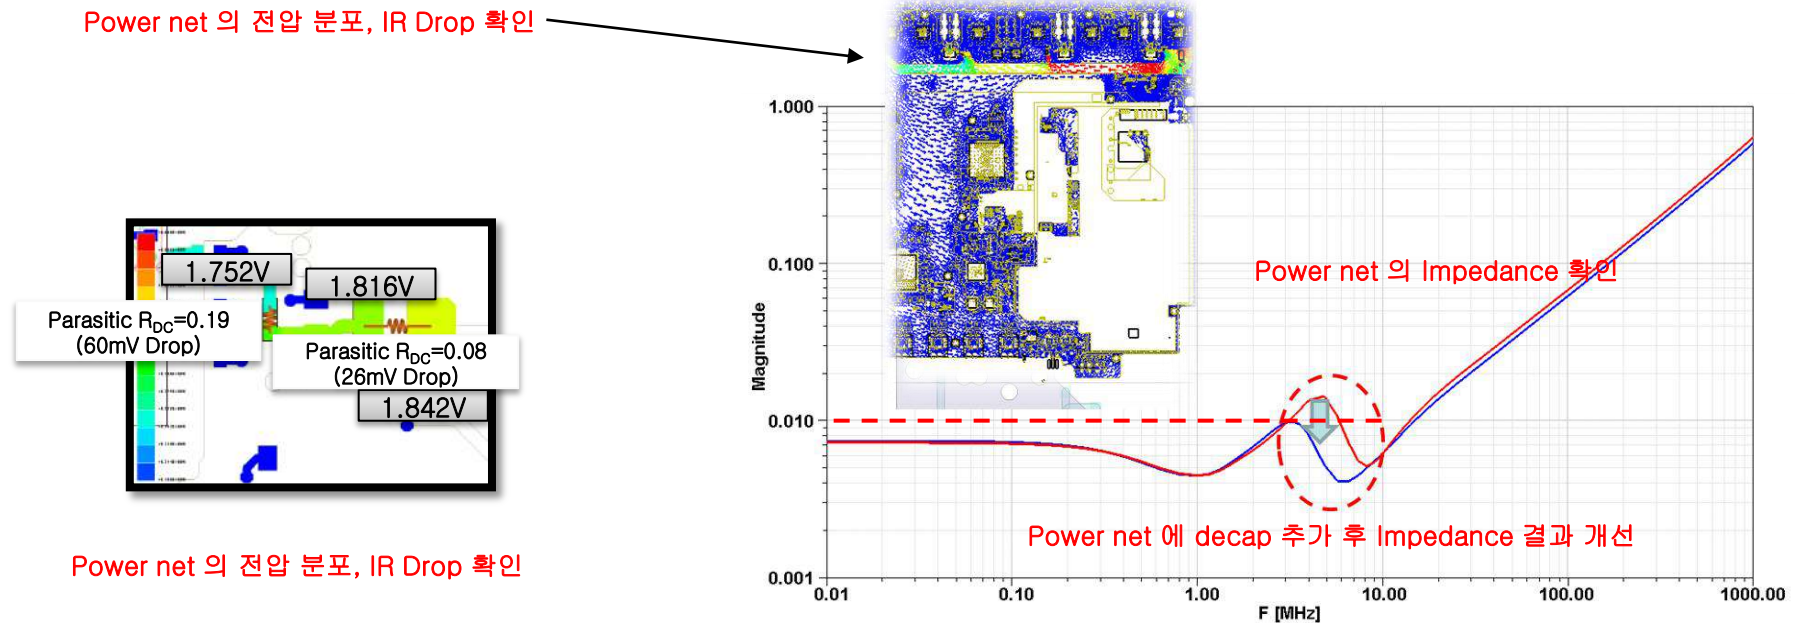 Power net 의 전압 분포, IR Drop 확인
1.752V
1.816V
Parasitic RDC=0.19
(60mV Drop)
Parasitic RDC=0.08
(26mV Drop)
1.842V
Power net 의 전압 분포, IR Drop 확인
1.000
0.100
0.010
0.001
Magnitude
Power net 의 Impedance 확인
Power net 에 decap 추가 후 Impedance 결과 개선
0.01
0.10
1.00
10.00
100.00
1000.00
F [MHz]